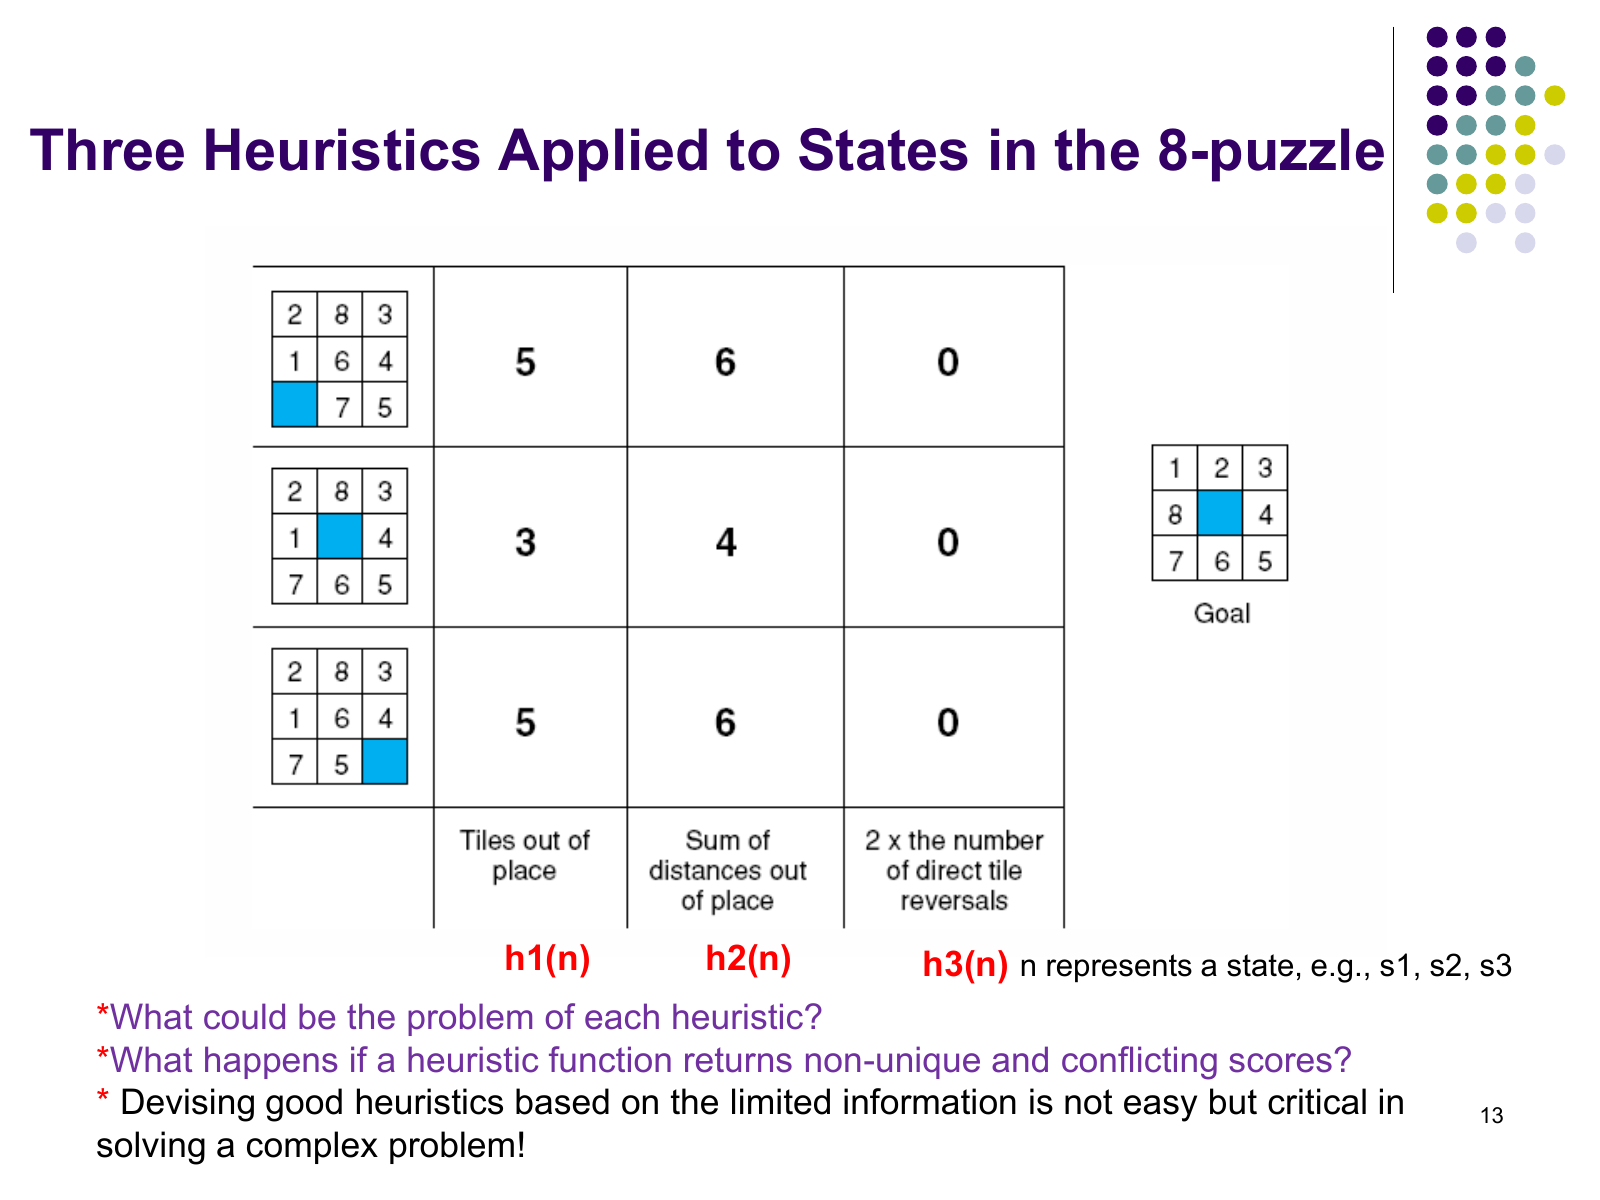 Three Heuristics Applied to States in the 8-puzzle
2 8 3
1 6 4
7 5
5 6 0
2 8 3
1 4
7 6 5
3 4 0
2 8 3
1 6 4
7 5
5 6 0
1 2 3
8 4
7 6 5
Goal
Tiles out of
place
Sum of
distances out
of place
2 x the number
of direct tile
reversals
h1(n) h2(n) h3(n) n represents a state, e.g., s1, s2, s3
*What could be the problem of each heuristic?
*What happens if a heuristic function returns non-unique and conflicting scores?
* Devising good heuristics based on the limited information is not easy but critical in
solving a complex problem!
13